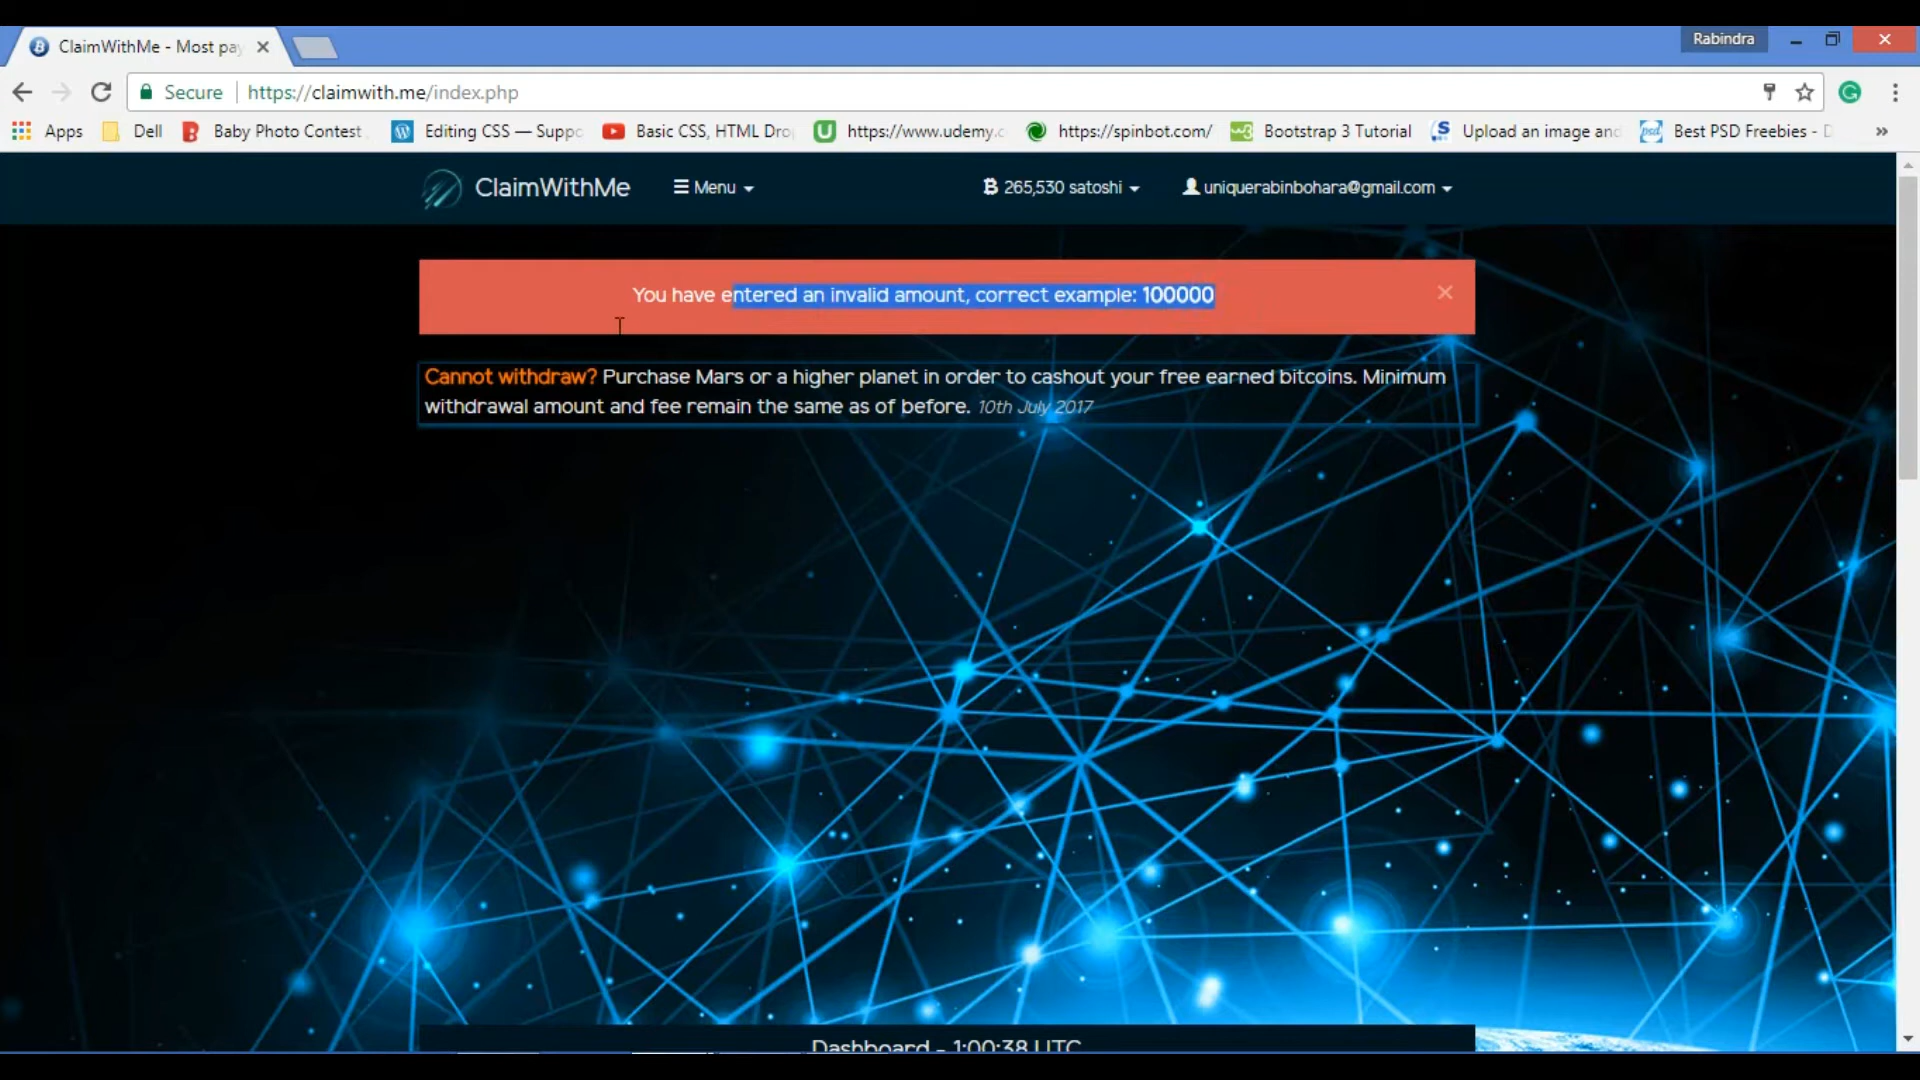 ClaimWithMe - Most pay
Rabindra
Secure
https://claimwith.me/index.php
Apps
Dell
Baby Photo Contest
Editing CSS — Suppo
Basic CSS, HTML Dro
https://www.udemy.c
https://spinbot.com/
Bootstrap 3 Tutorial
Upload an image and
Best PSD Freebies - D
»
ClaimWithMe
Menu
265,530 satoshi
uniquerabinbohara@gmail.com
You have entered an invalid amount, correct example: 100000
×
Cannot withdraw? Purchase Mars or a higher planet in order to cashout your free earned bitcoins. Minimum
withdrawal amount and fee remain the same as of before. 10th July 2017
Dashboard - 1:00:38 UTC